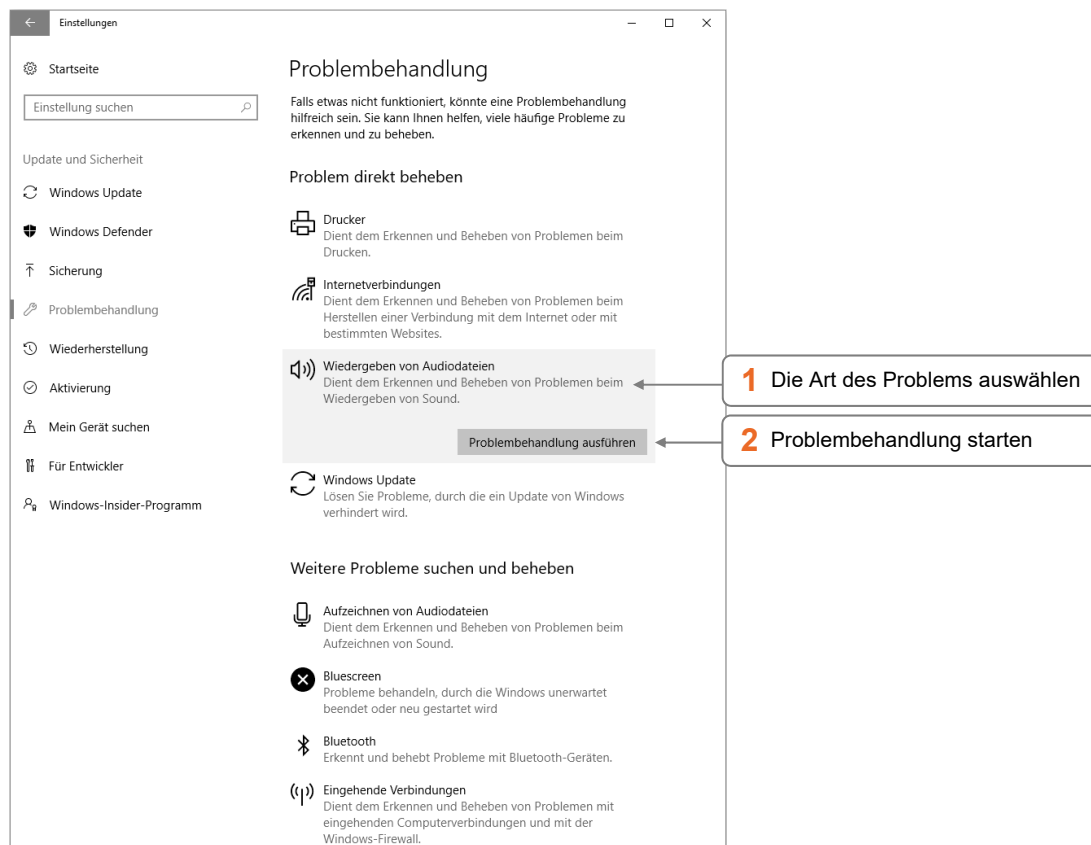 Einstellungen
Startseite
Einstellung suchen
Update und Sicherheit
Windows Update
Windows Defender
Sicherung
Problembehandlung
Wiederherstellung
Aktivierung
Mein Gerät suchen
Für Entwickler
Windows-Insider-Programm
Problembehandlung
Falls etwas nicht funktioniert, könnte eine Problembehandlung
hilfreich sein. Sie kann Ihnen helfen, viele häufige Probleme zu
erkennen und zu beheben.
Problem direkt beheben
Drucker
Dient dem Erkennen und Beheben von Problemen beim
Drucken.
Internetverbindungen
Dient dem Erkennen und Beheben von Problemen beim
Herstellen einer Verbindung mit dem Internet oder mit
bestimmten Websites.
Wiedergeben von Audiodateien
Dient dem Erkennen und Beheben von Problemen beim
Wiedergeben von Sound.
Problembehandlung ausführen
Windows Update
Lösen Sie Probleme, durch die ein Update von Windows
verhindert wird.
Weitere Probleme suchen und beheben
Aufzeichnen von Audiodateien
Dient dem Erkennen und Beheben von Problemen beim
Aufzeichnen von Sound.
Bluescreen
Probleme behandeln, durch die Windows unerwartet
beendet oder neu gestartet wird
Bluetooth
Erkennt und behebt Probleme mit Bluetooth-Geräten.
Eingehende Verbindungen
Dient dem Erkennen und Beheben von Problemen mit
eingehenden Computerverbindungen und mit der
Windows-Firewall.
1 Die Art des Problems auswählen
2 Problembehandlung starten